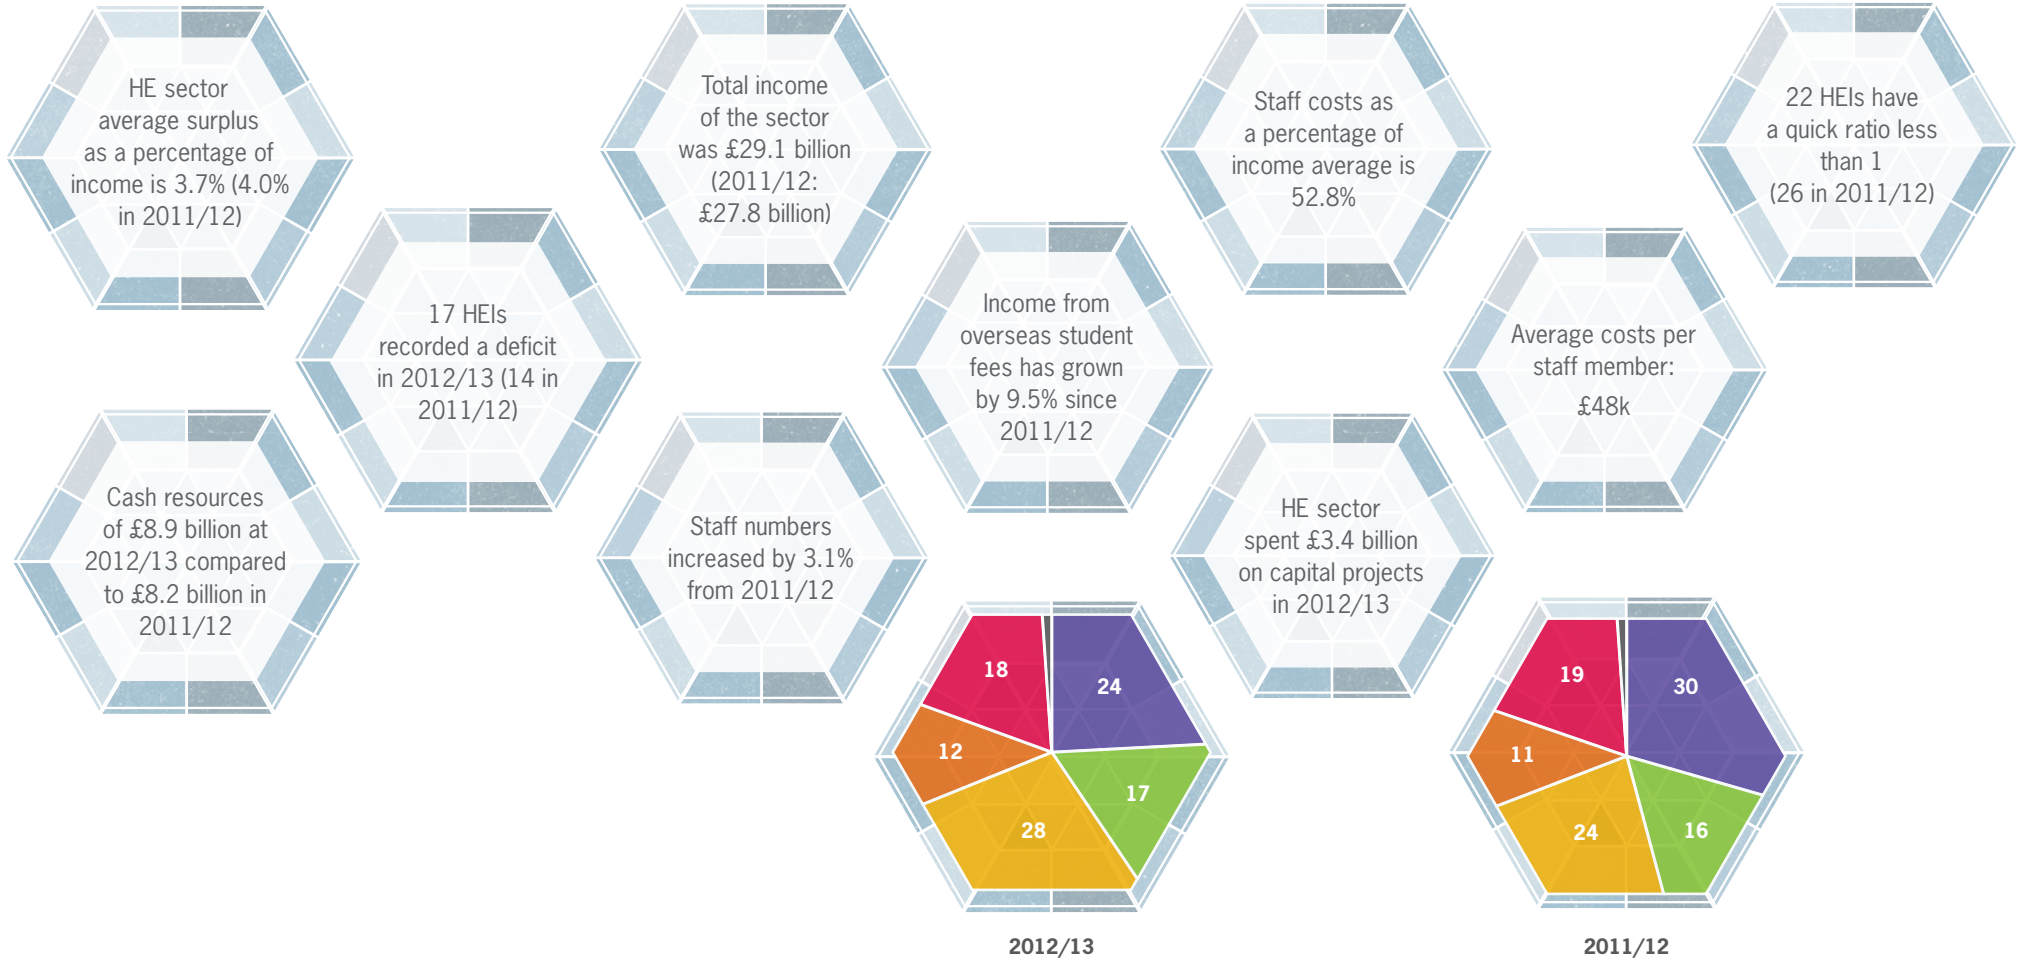 HE sector
average surplus
as a percentage of
income is 3.7% (4.0%
in 2011/12)
Total income
of the sector
was £29.1 billion
(2011/12:
£27.8 billion)
Staff costs as
a percentage of
income average is
52.8%
22 HEIs have
a quick ratio less
than 1
(26 in 2011/12)
17 HEIs
recorded a deficit
in 2012/13 (14 in
2011/12)
Income from
overseas student
fees has grown
by 9.5% since
2011/12
Average costs per
staff member:
£48k
Cash resources
of £8.9 billion at
2012/13 compared
to £8.2 billion in
2011/12
Staff numbers
increased by 3.1%
from 2011/12
HE sector
spent £3.4 billion
on capital projects
in 2012/13
18
24
12
17
28
2012/13
19
30
11
16
24
2011/12